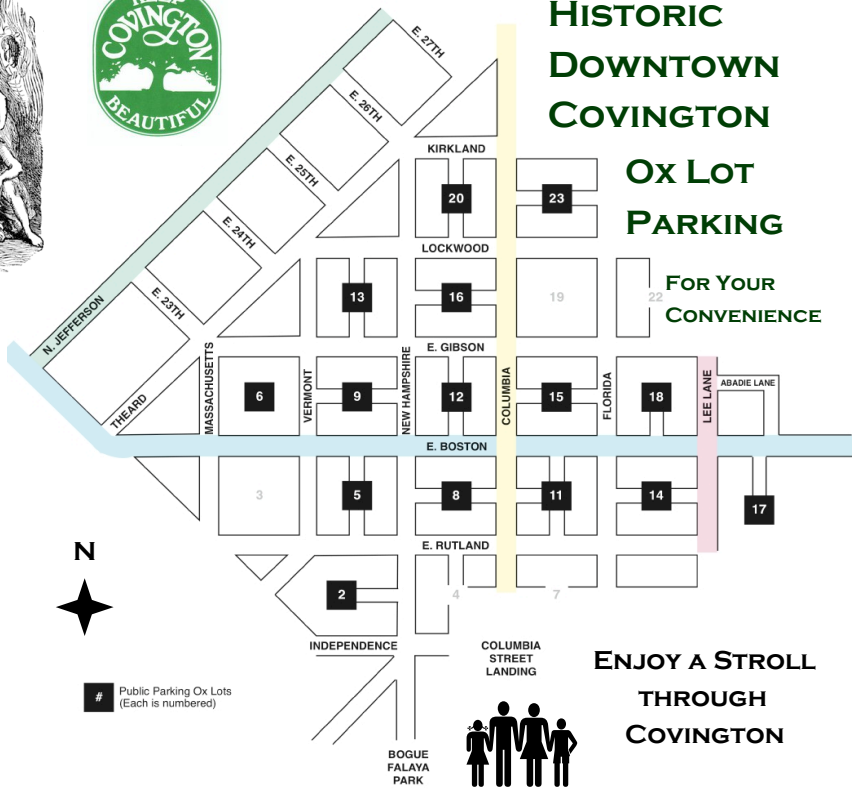 KEEP
COVINGTON
BEAUTIFUL
HISTORIC
DOWNTOWN
COVINGTON
OX LOT
PARKING
FOR YOUR
CONVENIENCE
E. 27TH
E. 26TH
E. 25TH
E. 24TH
E. 23TH
N. JEFFERSON
THEARD
KIRKLAND
20
23
LOCKWOOD
13
16
19
22
E. GIBSON
MASSACHUSETTS
VERMONT
NEW HAMPSHIRE
COLUMBIA
FLORIDA
LEE LANE
ABADIE LANE
6
9
12
15
18
E. BOSTON
3
5
8
11
14
17
E. RUTLAND
N
2
4
7
INDEPENDENCE
COLUMBIA
STREET
LANDING
ENJOY A STROLL
THROUGH
COVINGTON
# Public Parking Ox Lots
(Each is numbered)
BOGUE
FALAYA
PARK